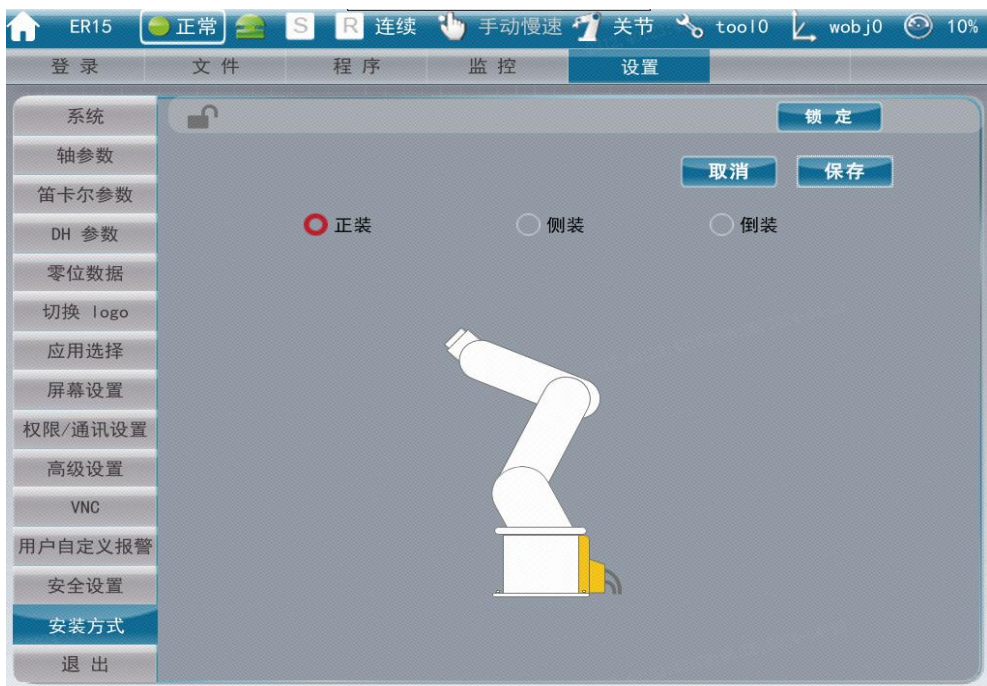 ER15 正常 S R 连续 手动慢速 关节 tool0 wobj0 10%
登录 文件 程序 监控 设置
系统
锁定
轴参数
取消 保存
笛卡尔参数
正装 侧装 倒装
DH 参数
零位数据
切换 logo
应用选择
屏幕设置
权限/通讯设置
高级设置
VNC
用户自定义报警
安全设置
安装方式
退出